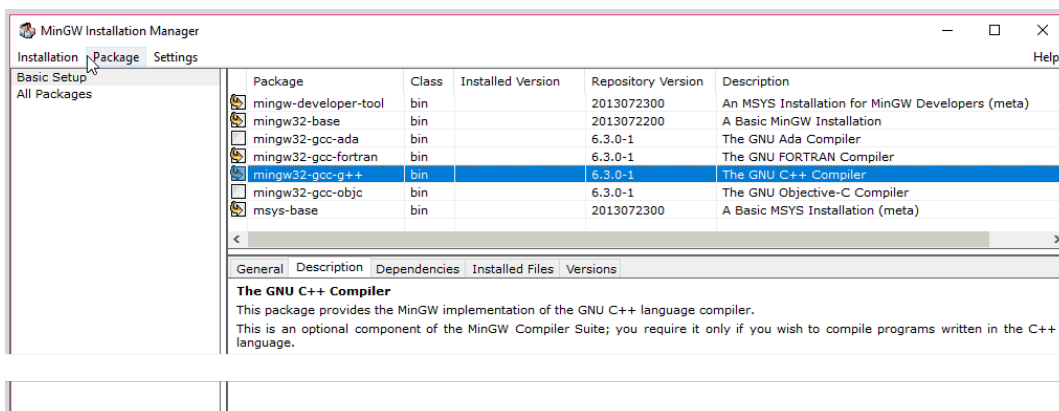 MinGW Installation Manager
Installation Package Settings Help
Basic Setup
All Packages
Package Class Installed Version Repository Version Description
mingw-developer-tool bin 2013072300 An MSYS Installation for MinGW Developers (meta)
mingw32-base bin 2013072200 A Basic MinGW Installation
mingw32-gcc-ada bin 6.3.0-1 The GNU Ada Compiler
mingw32-gcc-fortran bin 6.3.0-1 The GNU FORTRAN Compiler
mingw32-gcc-g++ bin 6.3.0-1 The GNU C++ Compiler
mingw32-gcc-objc bin 6.3.0-1 The GNU Objective-C Compiler
msys-base bin 2013072300 A Basic MSYS Installation (meta)
General Description Dependencies Installed Files Versions
The GNU C++ Compiler
This package provides the MinGW implementation of the GNU C++ language compiler.
This is an optional component of the MinGW Compiler Suite; you require it only if you wish to compile programs written in the C++
language.